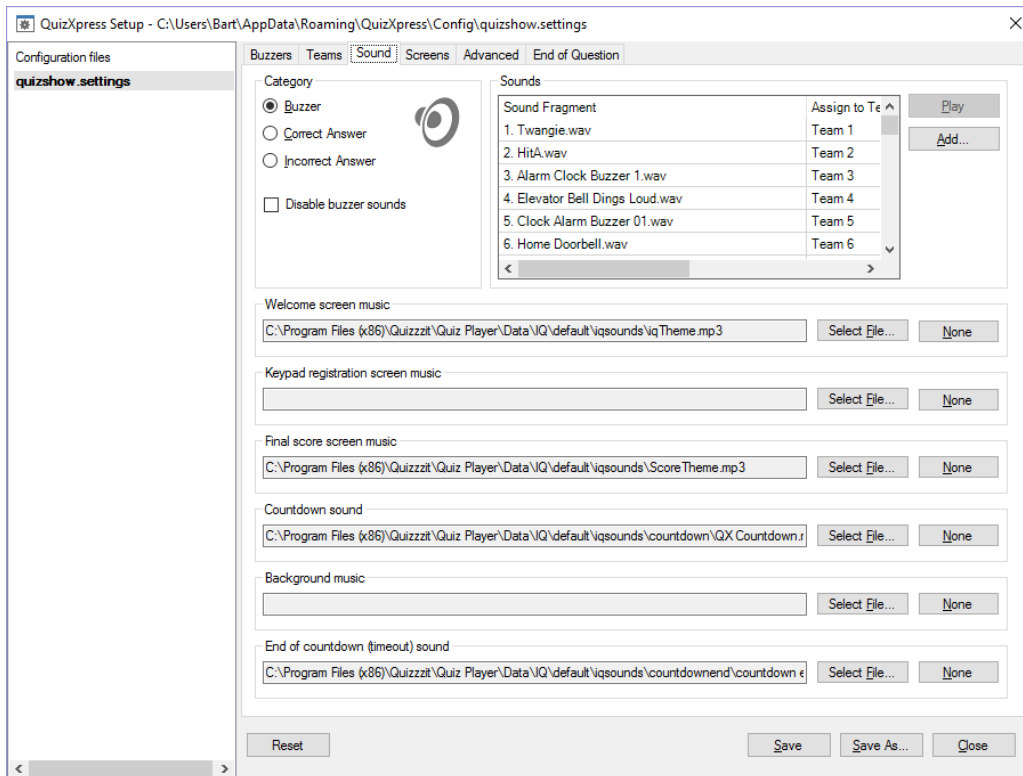 QuizXpress Setup - C:\Users\Bart\AppData\Roaming\QuizXpress\Config\quizshow.settings
Configuration files
quizshow.settings
Buzzers Teams Sound Screens Advanced End of Question
Category
Buzzer
Correct Answer
Incorrect Answer
Disable buzzer sounds
Sounds
Sound Fragment Assign to Te
1. Twangie.wav Team 1
2. HitA.wav Team 2
3. Alarm Clock Buzzer 1.wav Team 3
4. Elevator Bell Dings Loud.wav Team 4
5. Clock Alarm Buzzer 01.wav Team 5
6. Home Doorbell.wav Team 6
Play
Add...
Welcome screen music
C:\Program Files (x86)\Quizzzit\Quiz Player\Data\IQ\default\iqsounds\iqTheme.mp3 Select File... None
Keypad registration screen music
Select File... None
Final score screen music
C:\Program Files (x86)\Quizzzit\Quiz Player\Data\IQ\default\iqsounds\ScoreTheme.mp3 Select File... None
Countdown sound
C:\Program Files (x86)\Quizzzit\Quiz Player\Data\IQ\default\iqsounds\countdown\QX Countdown.r Select File... None
Background music
Select File... None
End of countdown (timeout) sound
C:\Program Files (x86)\Quizzzit\Quiz Player\Data\IQ\default\iqsounds\countdownend\countdown e Select File... None
Reset Save Save As... Close